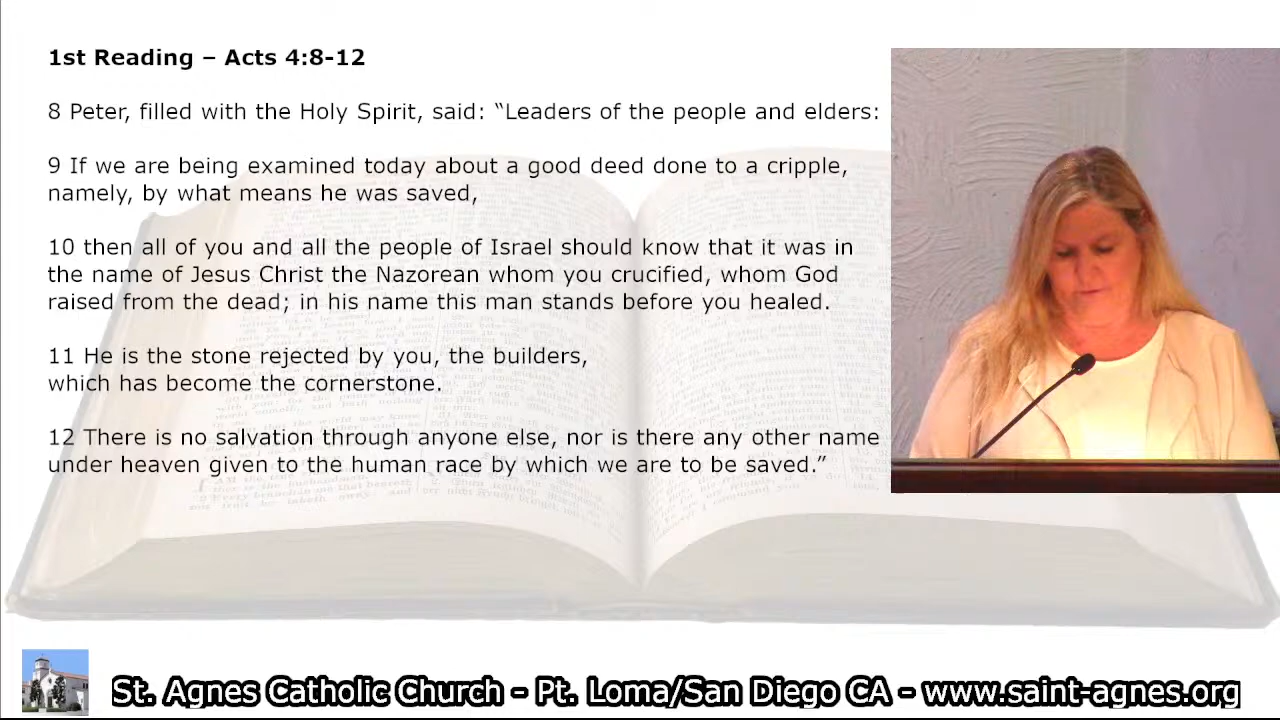 1st Reading – Acts 4:8-12
8 Peter, filled with the Holy Spirit, said: “Leaders of the people and elders:
9 If we are being examined today about a good deed done to a cripple,
namely, by what means he was saved,
10 then all of you and all the people of Israel should know that it was in
the name of Jesus Christ the Nazorean whom you crucified, whom God
raised from the dead; in his name this man stands before you healed.
11 He is the stone rejected by you, the builders,
which has become the cornerstone.
12 There is no salvation through anyone else, nor is there any other name
under heaven given to the human race by which we are to be saved.”
St. Agnes Catholic Church - Pt. Loma/San Diego CA - www.saint-agnes.org